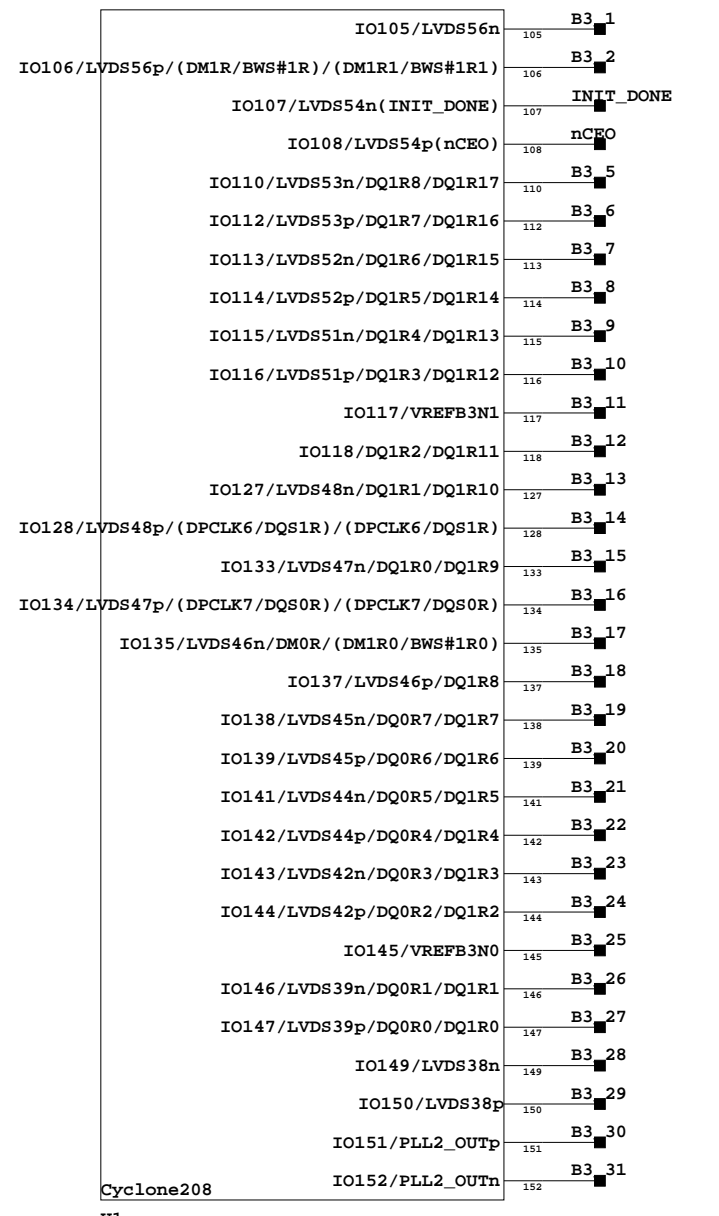 IO105/LVDS56n 105 B3_1
IO106/LVDS56p/(DM1R/BWS#1R)/(DM1R1/BWS#1R1) 106 B3_2
IO107/LVDS54n(INIT_DONE) 107 INIT_DONE
IO108/LVDS54p(nCEO) 108 nCEO
IO110/LVDS53n/DQ1R8/DQ1R17 110 B3_5
IO112/LVDS53p/DQ1R7/DQ1R16 112 B3_6
IO113/LVDS52n/DQ1R6/DQ1R15 113 B3_7
IO114/LVDS52p/DQ1R5/DQ1R14 114 B3_8
IO115/LVDS51n/DQ1R4/DQ1R13 115 B3_9
IO116/LVDS51p/DQ1R3/DQ1R12 116 B3_10
IO117/VREFB3N1 117 B3_11
IO118/DQ1R2/DQ1R11 118 B3_12
IO127/LVDS48n/DQ1R1/DQ1R10 127 B3_13
IO128/LVDS48p/(DPCLK6/DQS1R)/(DPCLK6/DQS1R) 128 B3_14
IO133/LVDS47n/DQ1R0/DQ1R9 133 B3_15
IO134/LVDS47p/(DPCLK7/DQS0R)/(DPCLK7/DQS0R) 134 B3_16
IO135/LVDS46n/DM0R/(DM1R0/BWS#1R0) 135 B3_17
IO137/LVDS46p/DQ1R8 137 B3_18
IO138/LVDS45n/DQ0R7/DQ1R7 138 B3_19
IO139/LVDS45p/DQ0R6/DQ1R6 139 B3_20
IO141/LVDS44n/DQ0R5/DQ1R5 141 B3_21
IO142/LVDS44p/DQ0R4/DQ1R4 142 B3_22
IO143/LVDS42n/DQ0R3/DQ1R3 143 B3_23
IO144/LVDS42p/DQ0R2/DQ1R2 144 B3_24
IO145/VREFB3N0 145 B3_25
IO146/LVDS39n/DQ0R1/DQ1R1 146 B3_26
IO147/LVDS39p/DQ0R0/DQ1R0 147 B3_27
IO149/LVDS38n 149 B3_28
IO150/LVDS38p 150 B3_29
IO151/PLL2_OUTp 151 B3_30
IO152/PLL2_OUTn 152 B3_31
Cyclone208